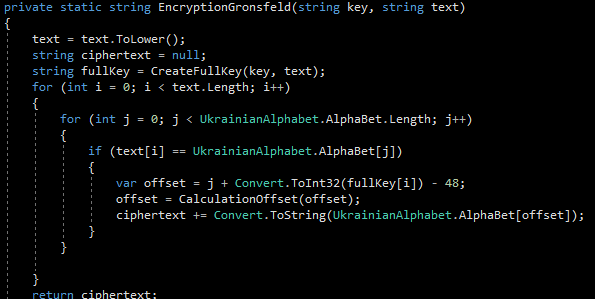 private static string EncryptionGronsfeld(string key, string text)
{
    text = text.ToLower();
    string ciphertext = null;
    string fullKey = CreateFullKey(key, text);
    for (int i = 0; i < text.Length; i++)
    {
        for (int j = 0; j < UkrainianAlphabet.AlphaBet.Length; j++)
        {
            if (text[i] == UkrainianAlphabet.AlphaBet[j])
            {
                var offset = j + Convert.ToInt32(fullKey[i]) - 48;
                offset = CalculationOffset(offset);
                ciphertext += Convert.ToString(UkrainianAlphabet.AlphaBet[offset]);
            }
        }

    }
    return ciphertext;